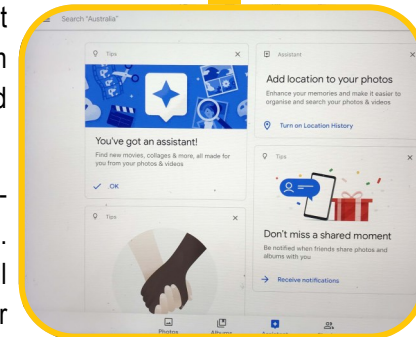 t
n
d
-
.
l
r
Search "Australia"
Tips
You've got an assistant!
Find new movies, collages & more, all made for
you from your photos & videos
OK
Tips
Assistant
Add location to your photos
Enhance your memories and make it easier to
organise and search your photos & videos
Turn on Location History
Tips
Don't miss a shared moment
Be notified when friends share photos and
albums with you
Receive notifications
Photos
Albums
Assistant